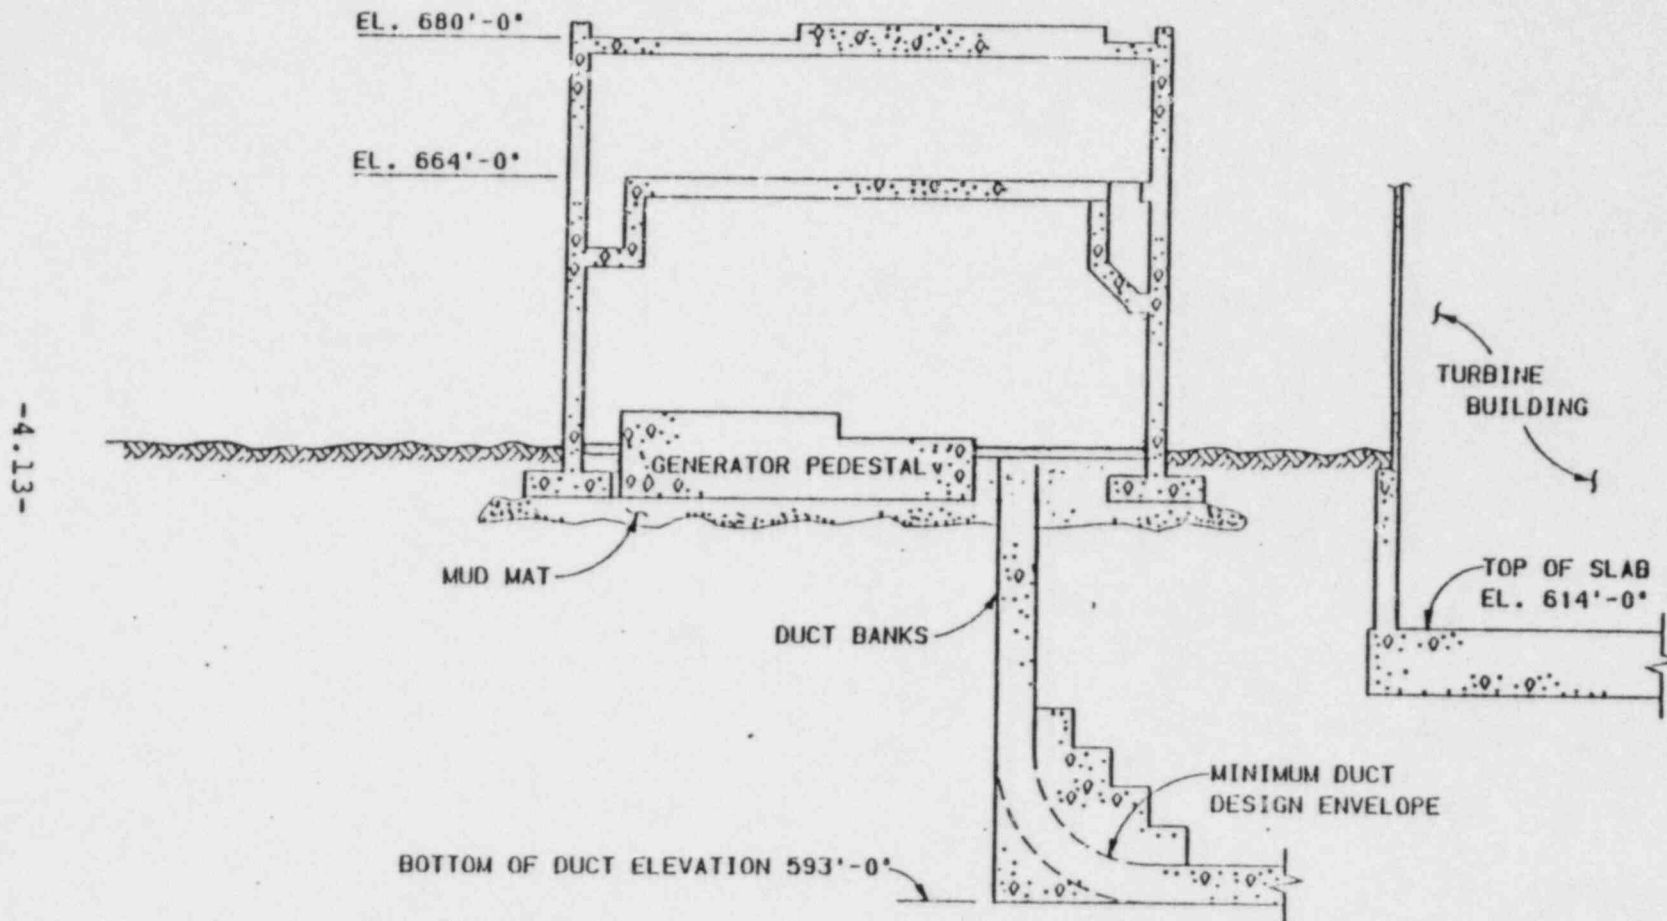 EL. 680'-0"
EL. 664'-0"
TURBINE
BUILDING
-4.13-
GENERATOR PEDESTAL
MUD MAT
TOP OF SLAB
EL. 614'-0"
DUCT BANKS
MINIMUM DUCT
DESIGN ENVELOPE
BOTTOM OF DUCT ELEVATION 593'-0"